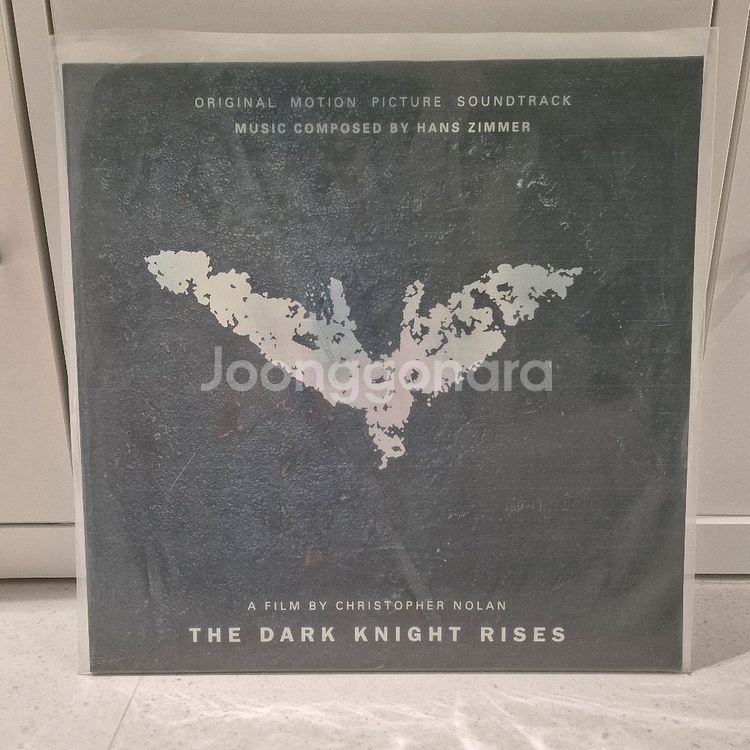 ORIGINAL MOTION PICTURE SOUNDTRACK
MUSIC COMPOSED BY HANS ZIMMER
Joonggonara
A FILM BY CHRISTOPHER NOLAN
THE DARK KNIGHT RISES